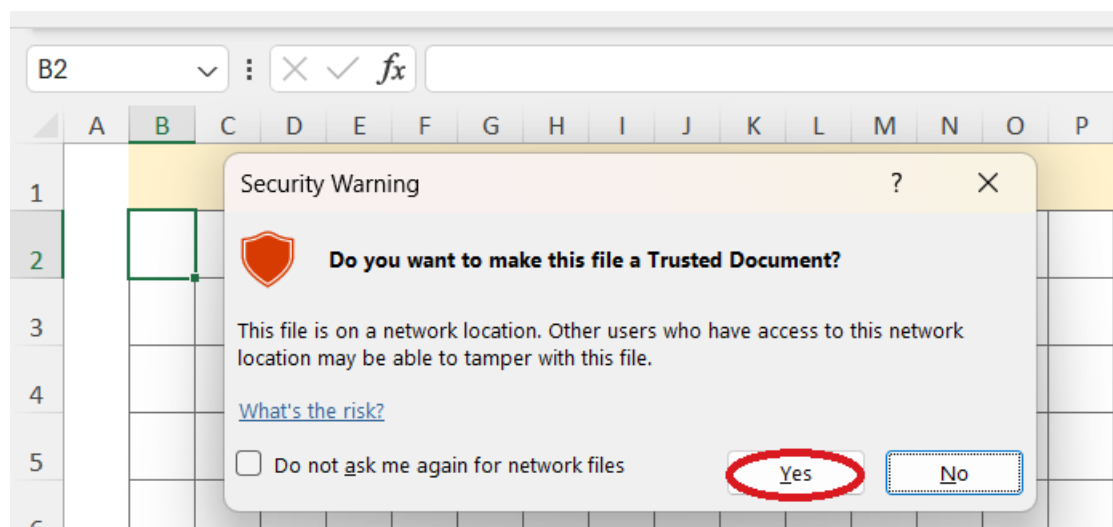 B2 fx
A B C D E F G H I J K L M N O P
1
Security Warning ? ×
2
Do you want to make this file a Trusted Document?
3
This file is on a network location. Other users who have access to this network
location may be able to tamper with this file.
4
What's the risk?
5
Do not ask me again for network files
Yes No